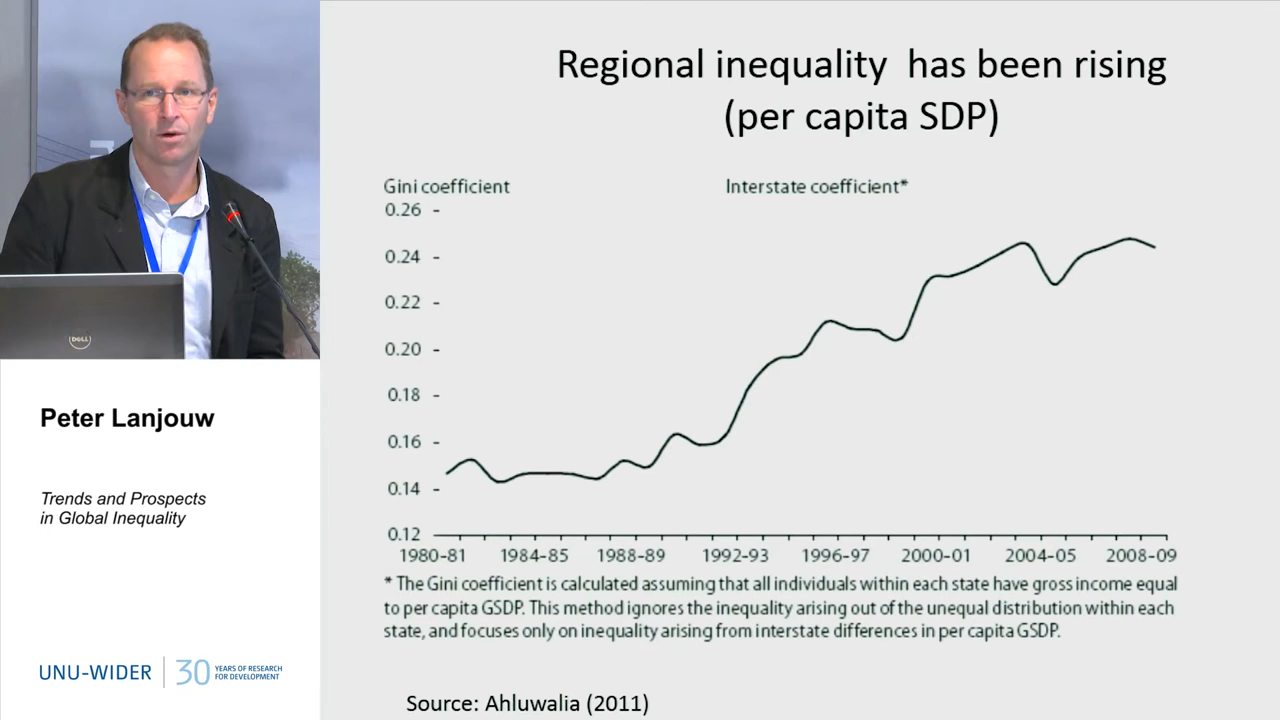 Regional inequality has been rising
(per capita SDP)
Gini coefficient
Interstate coefficient*
0.26
0.24
0.22
0.20
0.18
0.16
0.14
0.12
1980–81 1984–85 1988–89 1992–93 1996–97 2000–01 2004–05 2008–09
* The Gini coefficient is calculated assuming that all individuals within each state have gross income equal
to per capita GSDP. This method ignores the inequality arising out of the unequal distribution within each
state, and focuses only on inequality arising from interstate differences in per capita GSDP.
Source: Ahluwalia (2011)
DELL
Peter Lanjouw
Trends and Prospects
in Global Inequality
UNU-WIDER
30 YEARS OF RESEARCH
FOR DEVELOPMENT